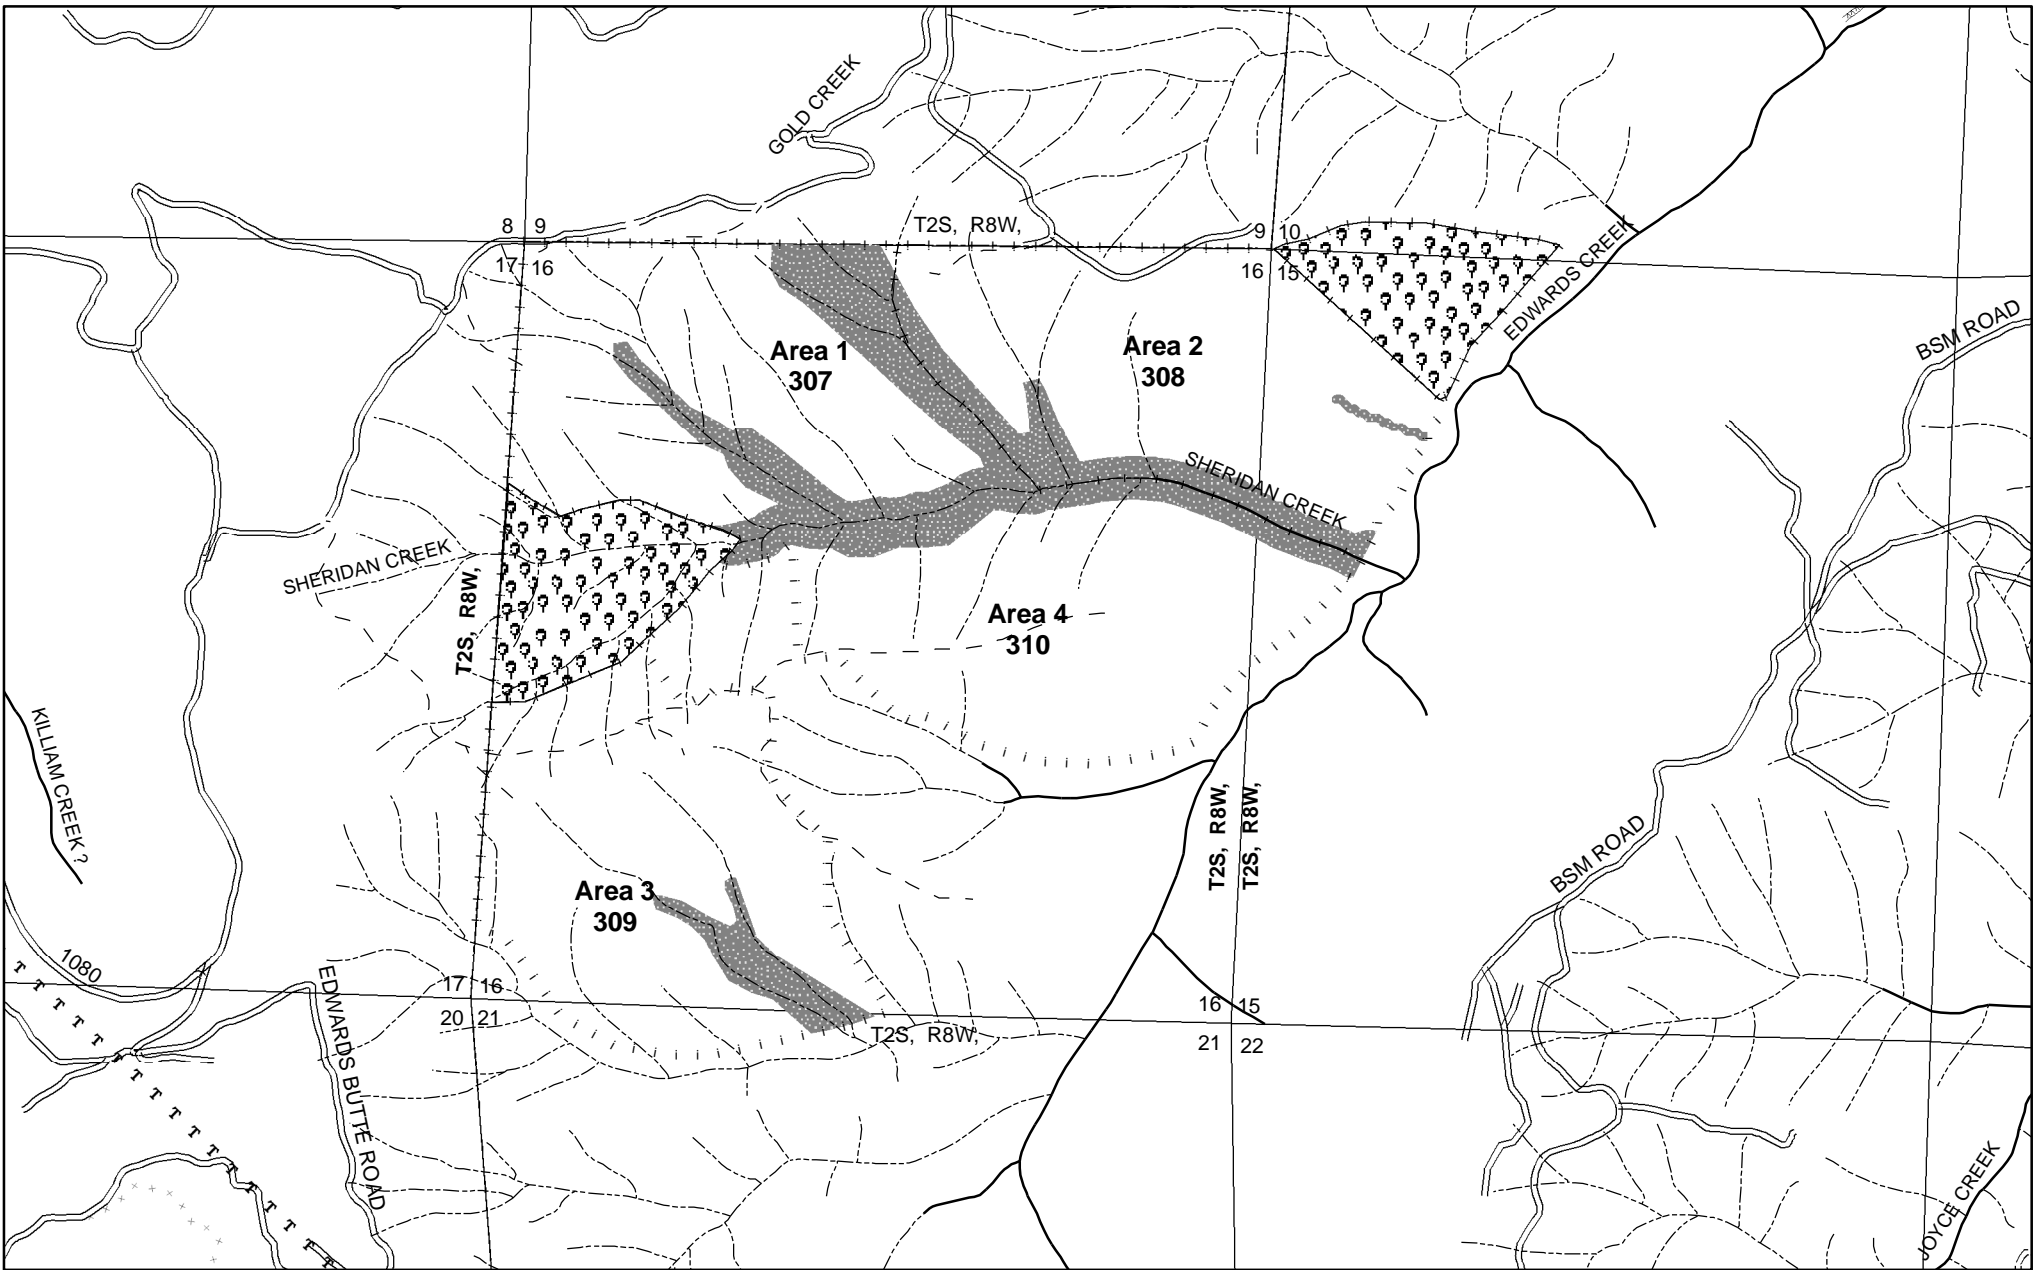 GOLD CREEK
T2S, R8W,
8 9
17 16
9 10
16 15
EDWARDS CREEK
BSM ROAD
Area 1
307
Area 2
308
SHERIDAN CREEK
SHERIDAN CREEK
T2S, R8W,
Area 4
310
KILLIAM CREEK ?
T2S, R8W,
T2S, R8W,
BSM ROAD
Area 3
309
1080
EDWARDS BUTTE ROAD
17 16
20 21
T2S, R8W,
16 15
21 22
JOYCE CREEK
T T T T T T T T T T T T T T T T T T